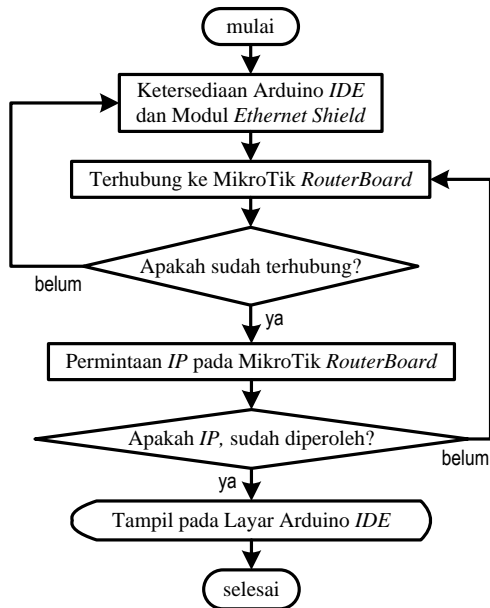 mulai
Ketersediaan Arduino IDE
dan Modul Ethernet Shield
Terhubung ke MikroTik RouterBoard
Apakah sudah terhubung?
belum
ya
Permintaan IP pada MikroTik RouterBoard
Apakah IP, sudah diperoleh?
belum
ya
Tampil pada Layar Arduino IDE
selesai